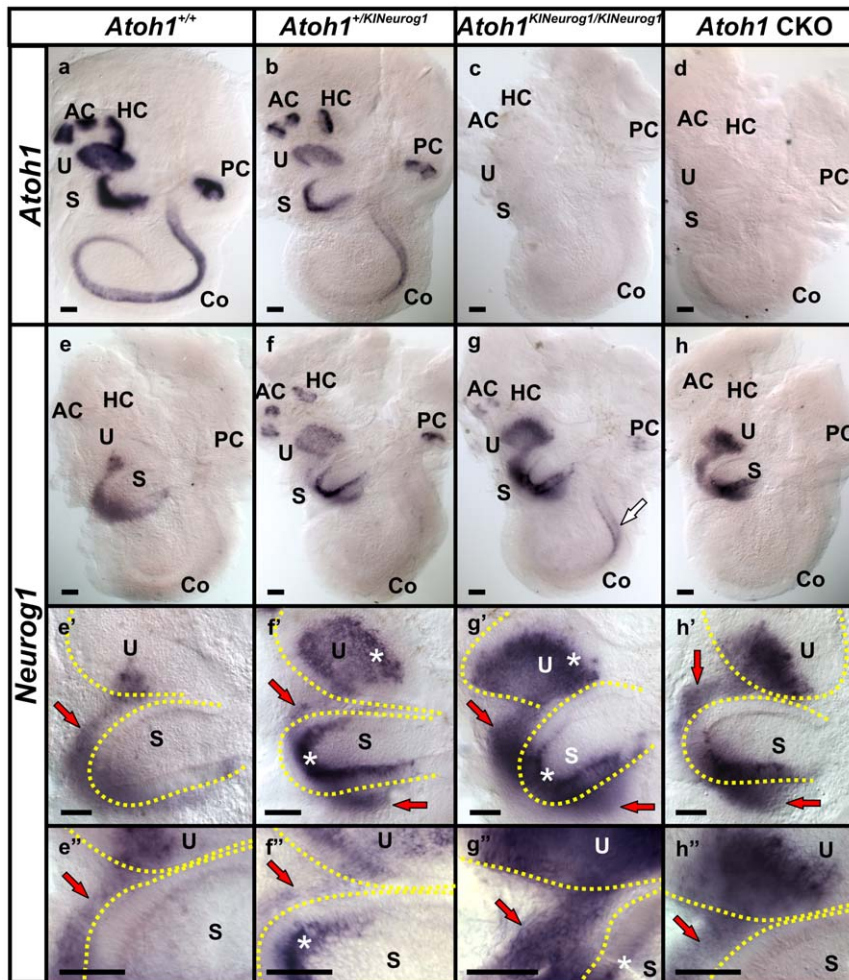 Atoh1+/+ Atoh1+/KINeurog1 Atoh1KINeurog1/KINeurog1 Atoh1 CKO
Atoh1
a
AC HC
U
S
PC
Co
b
AC HC
U
S
PC
Co
c
HC
AC
PC
U
S
Co
d
AC
HC
U
PC
S
Co
Neurog1
e
HC
AC
U
PC
S
Co
f
AC HC
PC
U
S
Co
g
AC
HC
U
PC
S
Co
h
AC
HC
U
PC
S
Co
e'
U
S
f'
U *
S
*
g'
U *
S
*
h'
U
S
e"
U
S
f"
U
*
S
g"
U
* S
h"
U
S